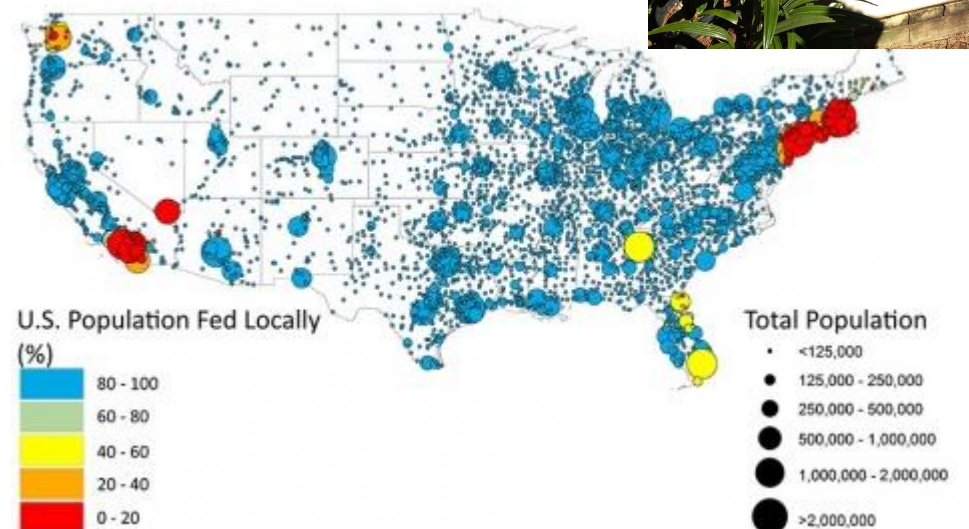 U.S. Population Fed Locally
(%)
80 - 100
60 - 80
40 - 60
20 - 40
0 - 20
Total Population
<125,000
125,000 - 250,000
250,000 - 500,000
500,000 - 1,000,000
1,000,000 - 2,000,000
>2,000,000